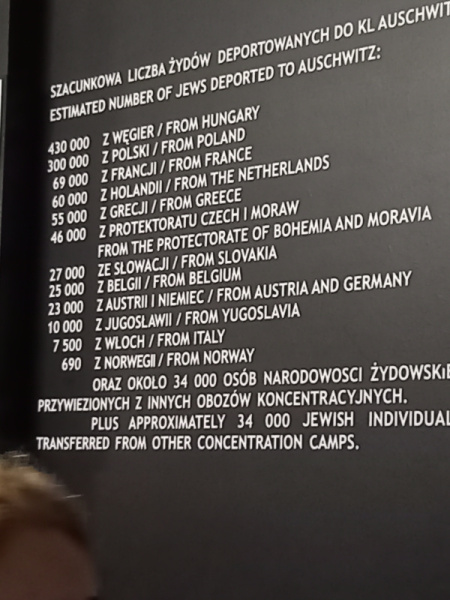 SZACUNKOWA LICZBA ŻYDÓW DEPORTOWANYCH DO KL AUSCHWIT
ESTIMATED NUMBER OF JEWS DEPORTED TO AUSCHWITZ:
430 000 Z WĘGIER / FROM HUNGARY
300 000 Z POLSKI / FROM POLAND
69 000 Z FRANCJI / FROM FRANCE
60 000 Z HOLANDII / FROM THE NETHERLANDS
55 000 Z GRECJI / FROM GREECE
46 000 Z PROTEKTORATU CZECH I MORAW
FROM THE PROTECTORATE OF BOHEMIA AND MORAVIA
27 000 ZE SLOWACJI / FROM SLOVAKIA
25 000 Z BELGII / FROM BELGIUM
23 000 Z AUSTRII I NIEMIEC / FROM AUSTRIA AND GERMANY
10 000 Z JUGOSŁAWII / FROM YUGOSLAVIA
7 500 Z WŁOCH / FROM ITALY
690 Z NORWEGII / FROM NORWAY
ORAZ OKOŁO 34 000 OSÓB NARODOWOSCI ŻYDOWSKIE
PRZYWIEZIONYCH Z INNYCH OBOZÓW KONCENTRACYJNYCH.
PLUS APPROXIMATELY 34 000 JEWISH INDIVIDUAL
TRANSFERRED FROM OTHER CONCENTRATION CAMPS.